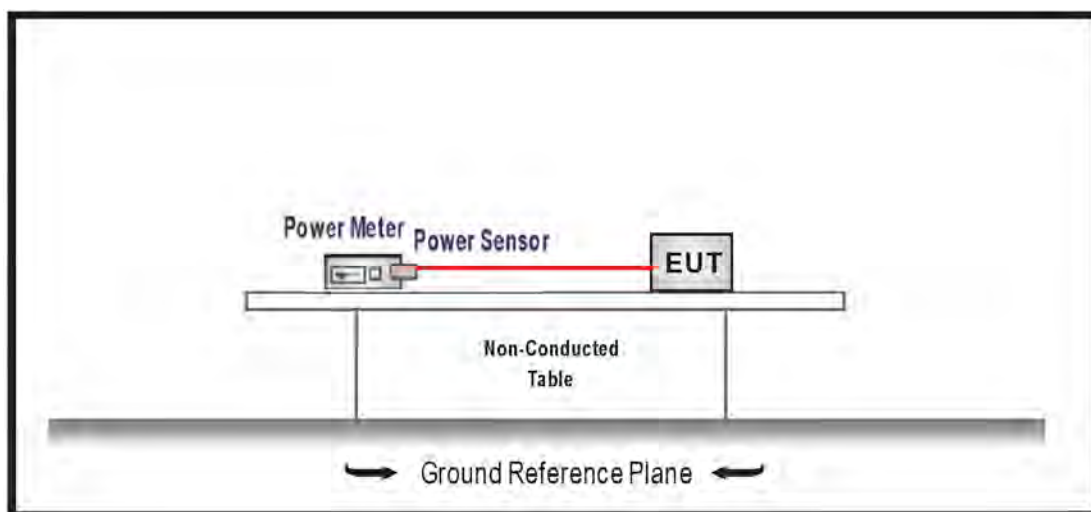 Power Meter
Power Sensor
EUT
Non-Conducted
Table
Ground Reference Plane